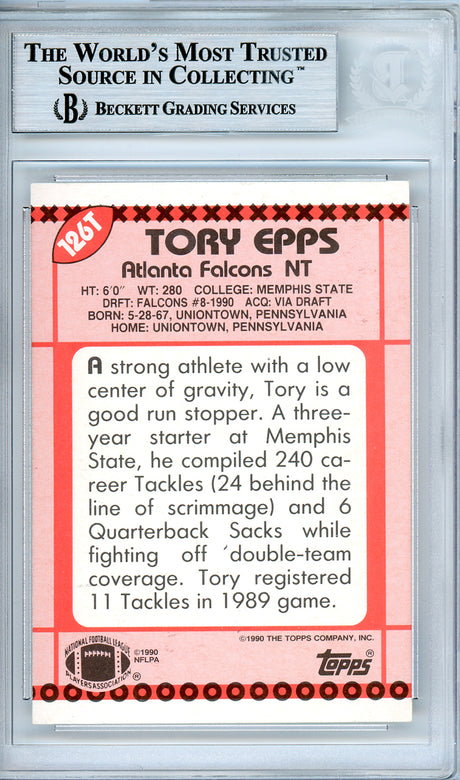 THE WORLD'S MOST TRUSTED
SOURCE IN COLLECTING™
B BECKETT GRADING SERVICES
126T
TORY EPPS
Atlanta Falcons NT
HT: 6'0" WT: 280 COLLEGE: MEMPHIS STATE
DRFT: FALCONS #8-1990 ACQ: VIA DRAFT
BORN: 5-28-67, UNIONTOWN, PENNSYLVANIA
HOME: UNIONTOWN, PENNSYLVANIA
A strong athlete with a low
center of gravity, Tory is a
good run stopper. A three-
year starter at Memphis
State, he compiled 240 ca-
reer Tackles (24 behind the
line of scrimmage) and 6
Quarterback Sacks while
fighting off 'double-team
coverage. Tory registered
11 Tackles in 1989 game.
©1990 THE TOPPS COMPANY, INC.
NATIONAL FOOTBALL LEAGUE
PLAYERS ASSOCIATION ®
©1990
NFLPA
topps®